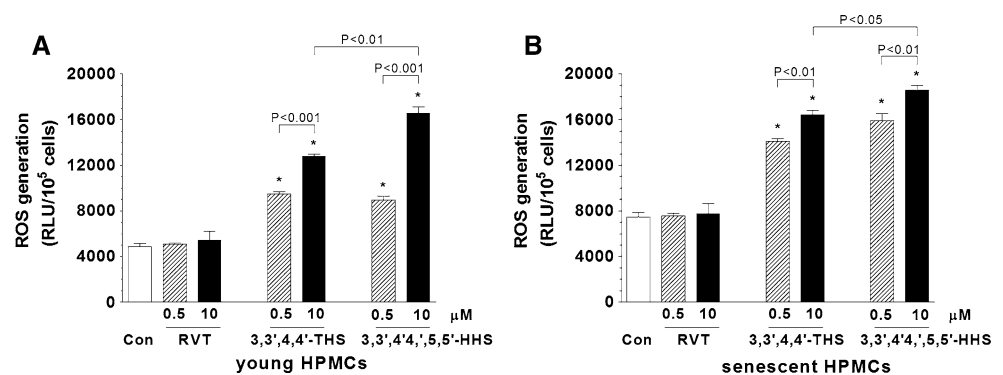 A
B
P<0.01
P<0.001
P<0.001
*
*
*
*
20000
16000
12000
8000
4000
0
ROS generation
(RLU/10⁵ cells)
0.5 10 0.5 10 0.5 10 µM
Con RVT 3,3',4,4'-THS 3,3',4'4,',5,5'-HHS
young HPMCs
P<0.05
P<0.01
P<0.01
*
*
*
*
20000
16000
12000
8000
4000
0
ROS generation
(RLU/10⁵ cells)
0.5 10 0.5 10 0.5 10 µM
Con RVT 3,3',4,4'-THS 3,3',4'4,',5,5'-HHS
senescent HPMCs